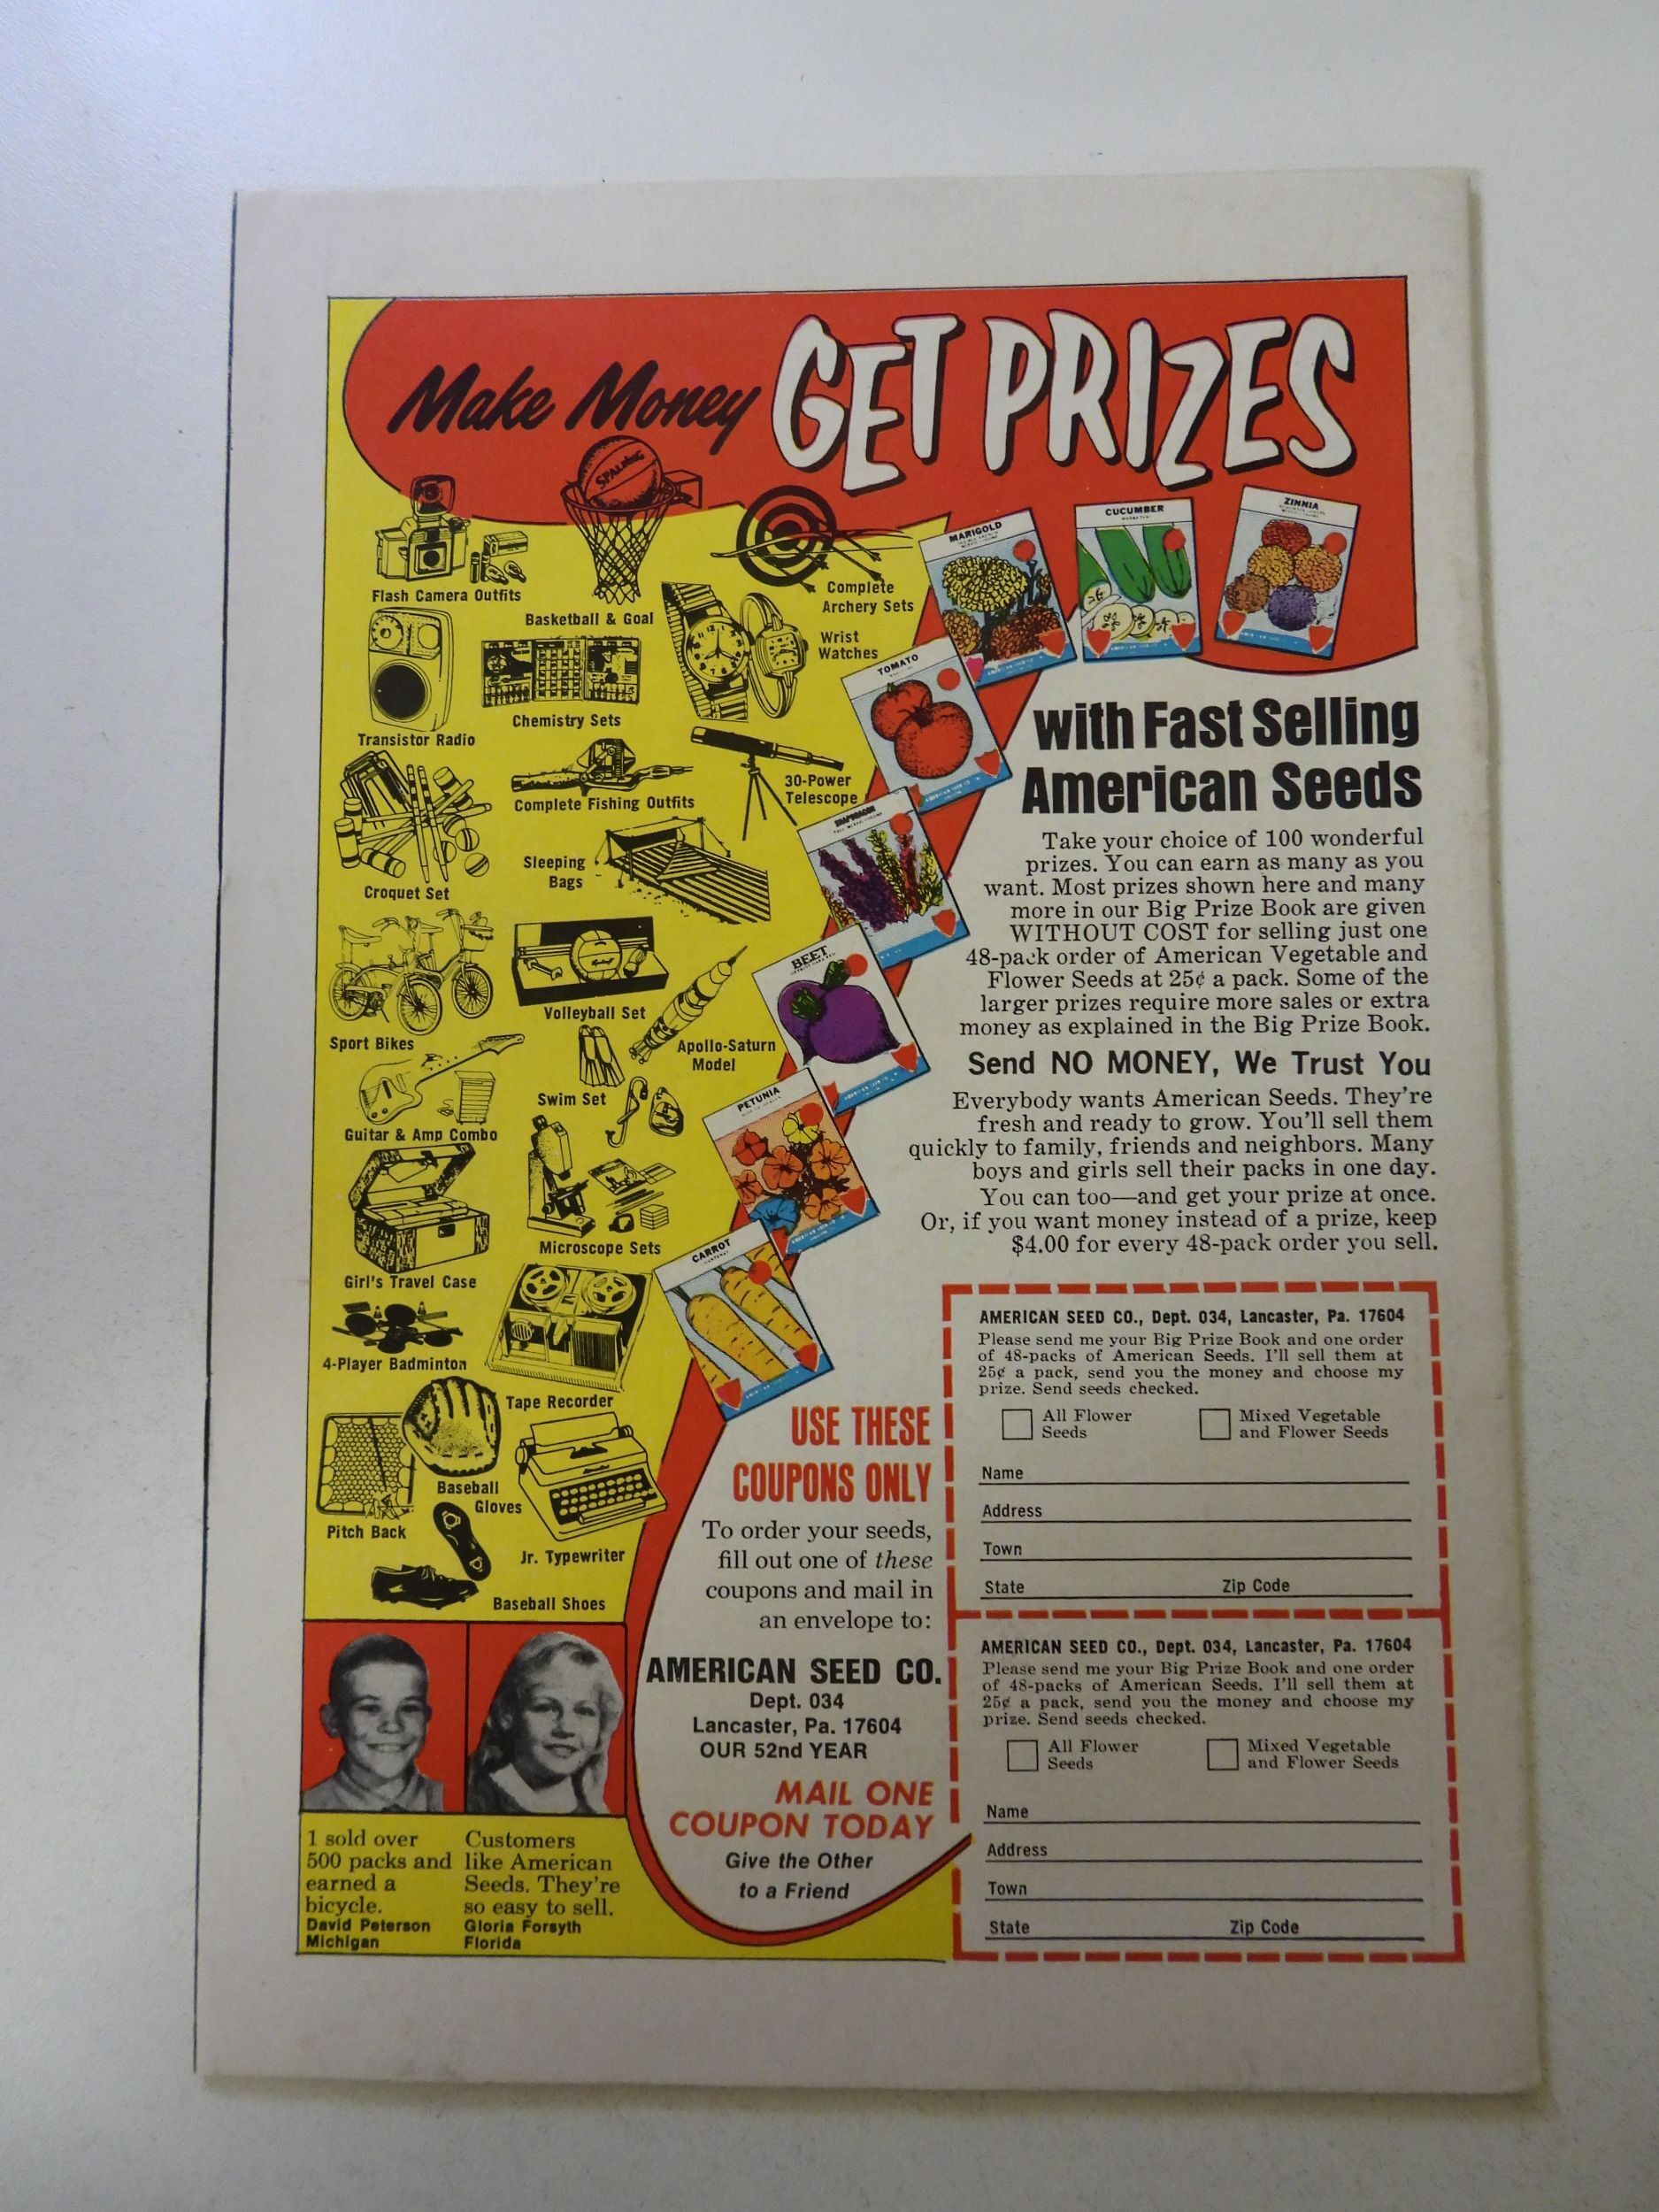 Make Money GET PRIZES
SPALDING
Flash Camera Outfits
Basketball & Goal
Complete
Archery Sets
Wrist
Watches
Transistor Radio
Chemistry Sets
Complete Fishing Outfits
30-Power
Telescope
Croquet Set
Sleeping
Bags
Sport Bikes
Volleyball Set
Apollo-Saturn
Model
Swim Set
Guitar & Amp Combo
Microscope Sets
Girl's Travel Case
4-Player Badminton
Tape Recorder
Baseball
Gloves
Pitch Back
Jr. Typewriter
Baseball Shoes
MARIGOLD
CUCUMBER
ZINNIA
TOMATO
SNAPDRAGON
BEET
PETUNIA
CARROT
with Fast Selling
American Seeds
Take your choice of 100 wonderful
prizes. You can earn as many as you
want. Most prizes shown here and many
more in our Big Prize Book are given
WITHOUT COST for selling just one
48-pack order of American Vegetable and
Flower Seeds at 25¢ a pack. Some of the
larger prizes require more sales or extra
money as explained in the Big Prize Book.
Send NO MONEY, We Trust You
Everybody wants American Seeds. They're
fresh and ready to grow. You'll sell them
quickly to family, friends and neighbors. Many
boys and girls sell their packs in one day.
You can too—and get your prize at once.
Or, if you want money instead of a prize, keep
$4.00 for every 48-pack order you sell.
USE THESE
COUPONS ONLY
To order your seeds,
fill out one of these
coupons and mail in
an envelope to:
AMERICAN SEED CO.
Dept. 034
Lancaster, Pa. 17604
OUR 52nd YEAR
MAIL ONE
COUPON TODAY
Give the Other
to a Friend
AMERICAN SEED CO., Dept. 034, Lancaster, Pa. 17604
Please send me your Big Prize Book and one order
of 48-packs of American Seeds. I'll sell them at
25¢ a pack, send you the money and choose my
prize. Send seeds checked.
All Flower
Seeds
Mixed Vegetable
and Flower Seeds
Name
Address
Town
State Zip Code
AMERICAN SEED CO., Dept. 034, Lancaster, Pa. 17604
Please send me your Big Prize Book and one order
of 48-packs of American Seeds. I'll sell them at
25¢ a pack, send you the money and choose my
prize. Send seeds checked.
All Flower
Seeds
Mixed Vegetable
and Flower Seeds
Name
Address
Town
State Zip Code
I sold over
500 packs and
earned a
bicycle.
David Peterson
Michigan
Customers
like American
Seeds. They're
so easy to sell.
Gloria Forsyth
Florida